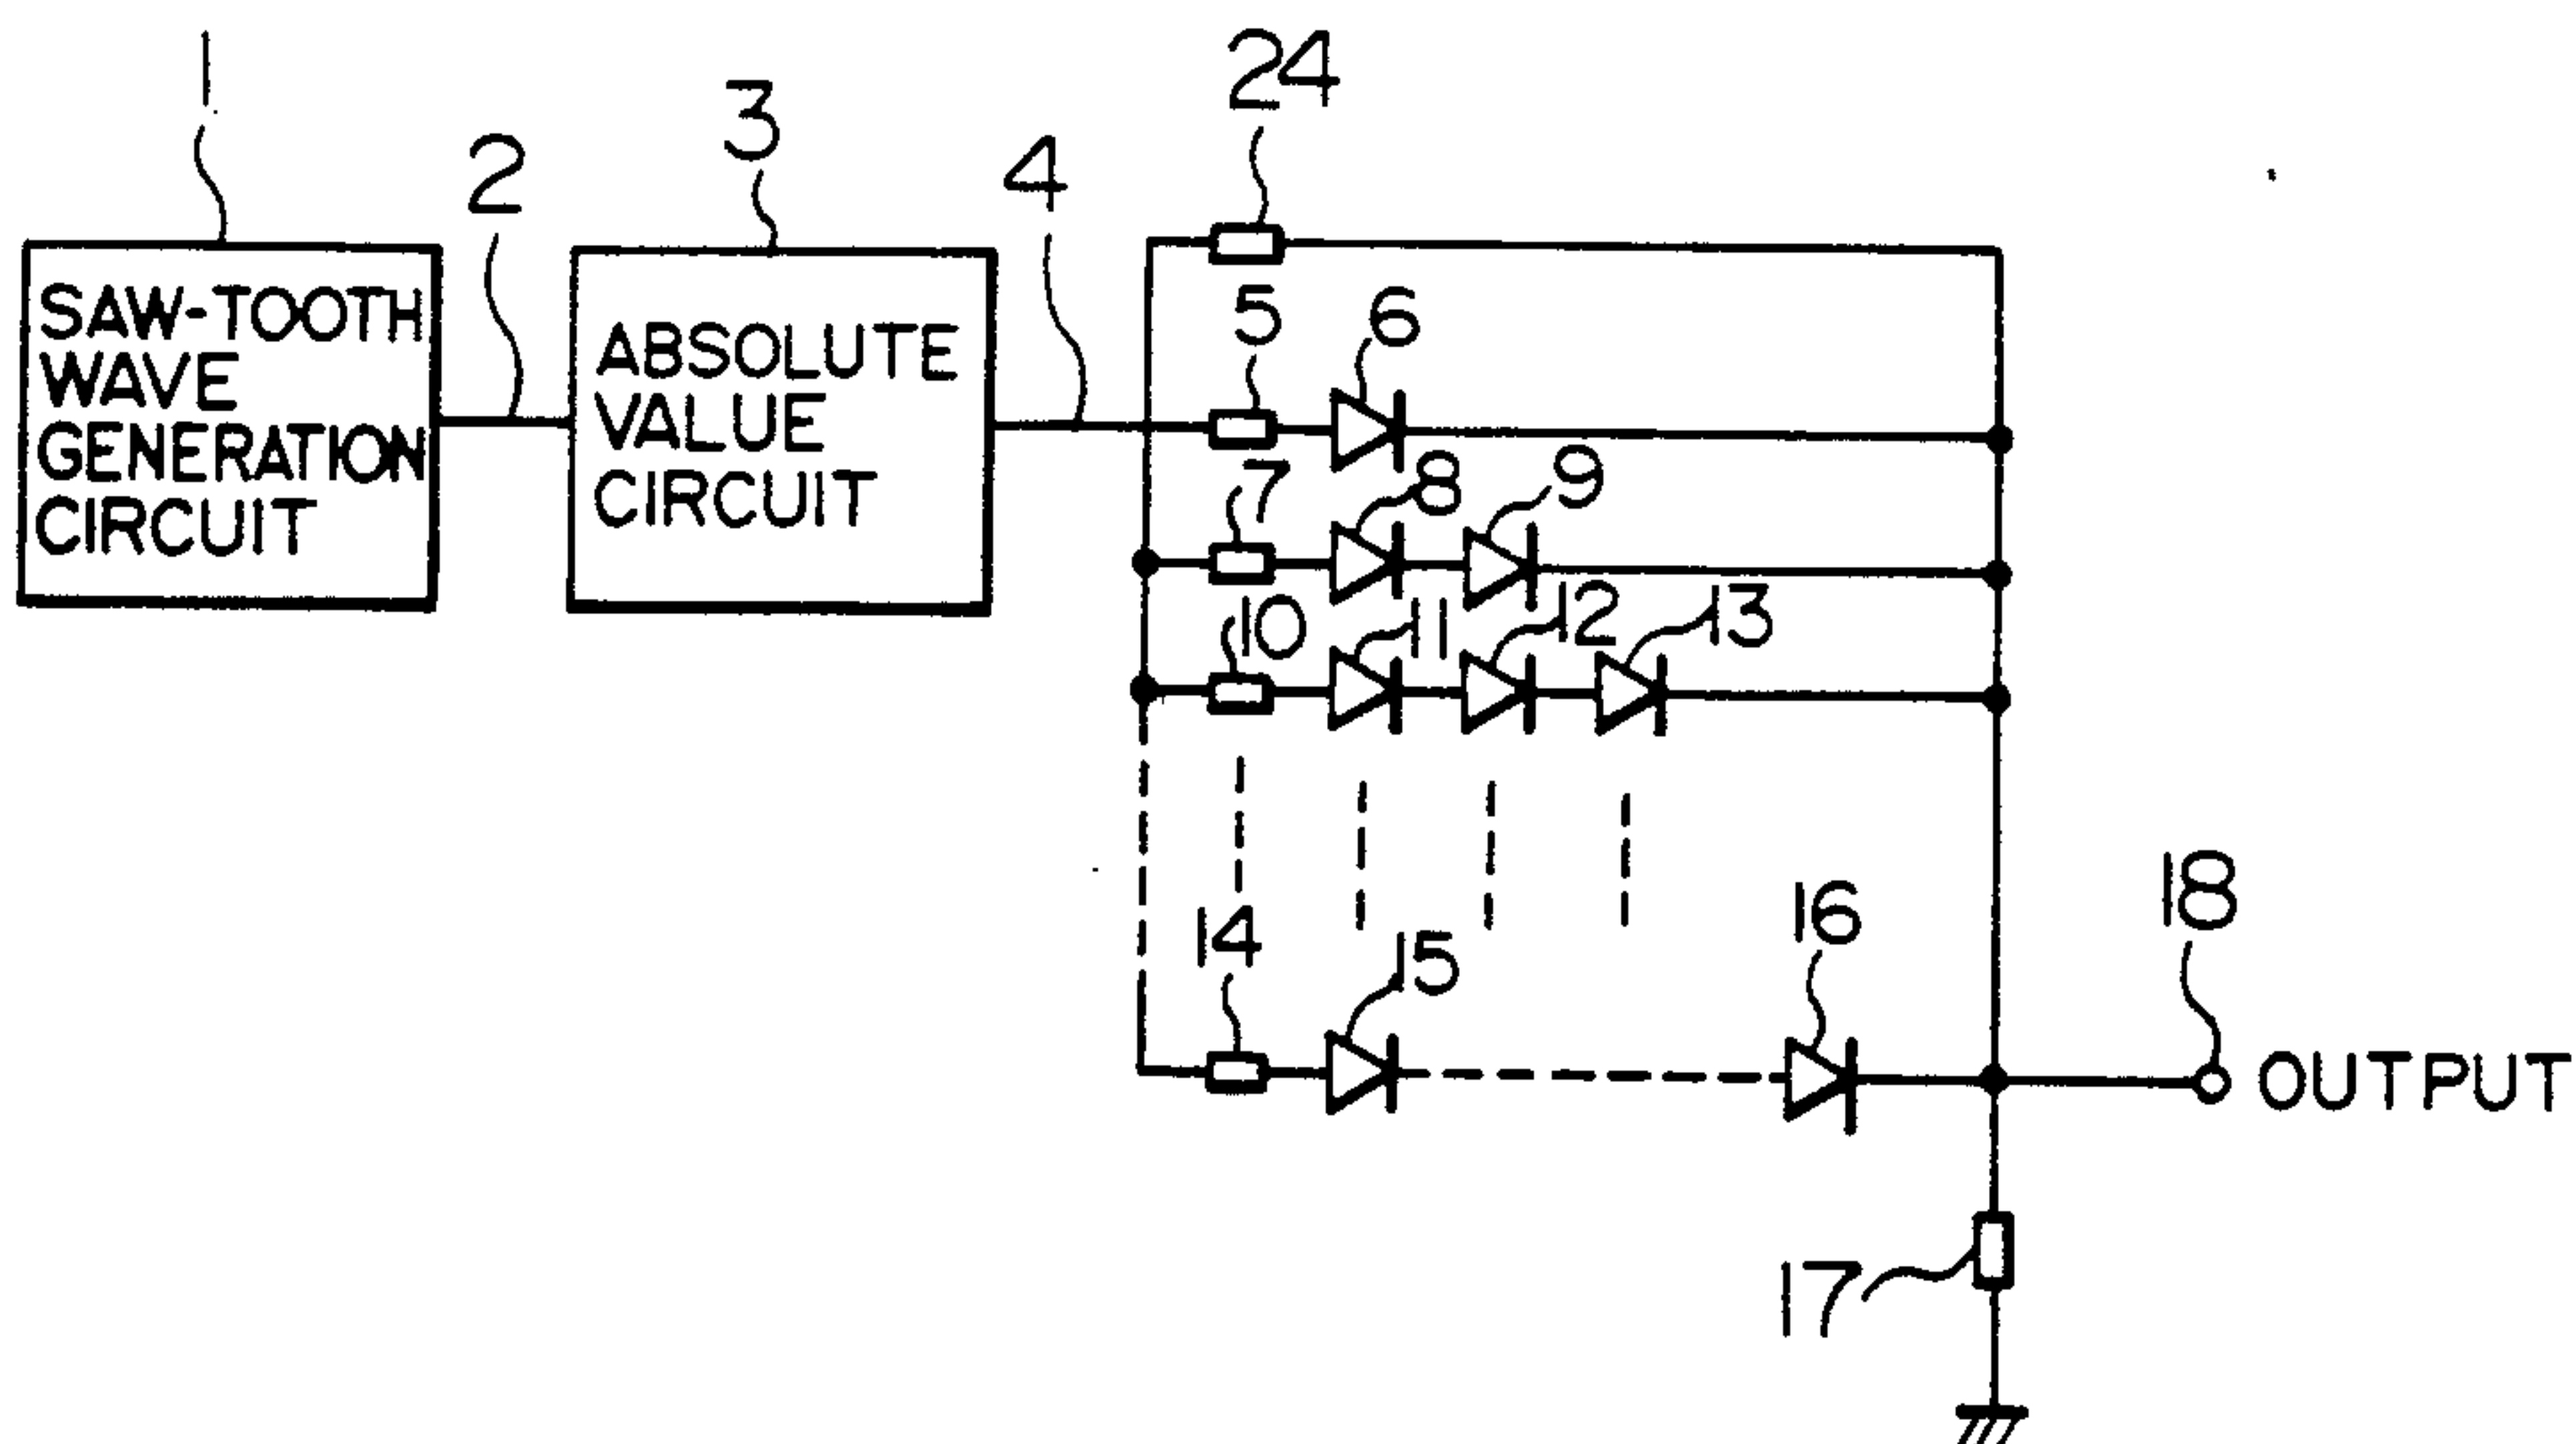 1
2
3
4
24
SAW-TOOTH
WAVE
GENERATION
CIRCUIT
ABSOLUTE
VALUE
CIRCUIT
5
6
7
8
9
10
11
12
13
14
15
16
18
OUTPUT
17